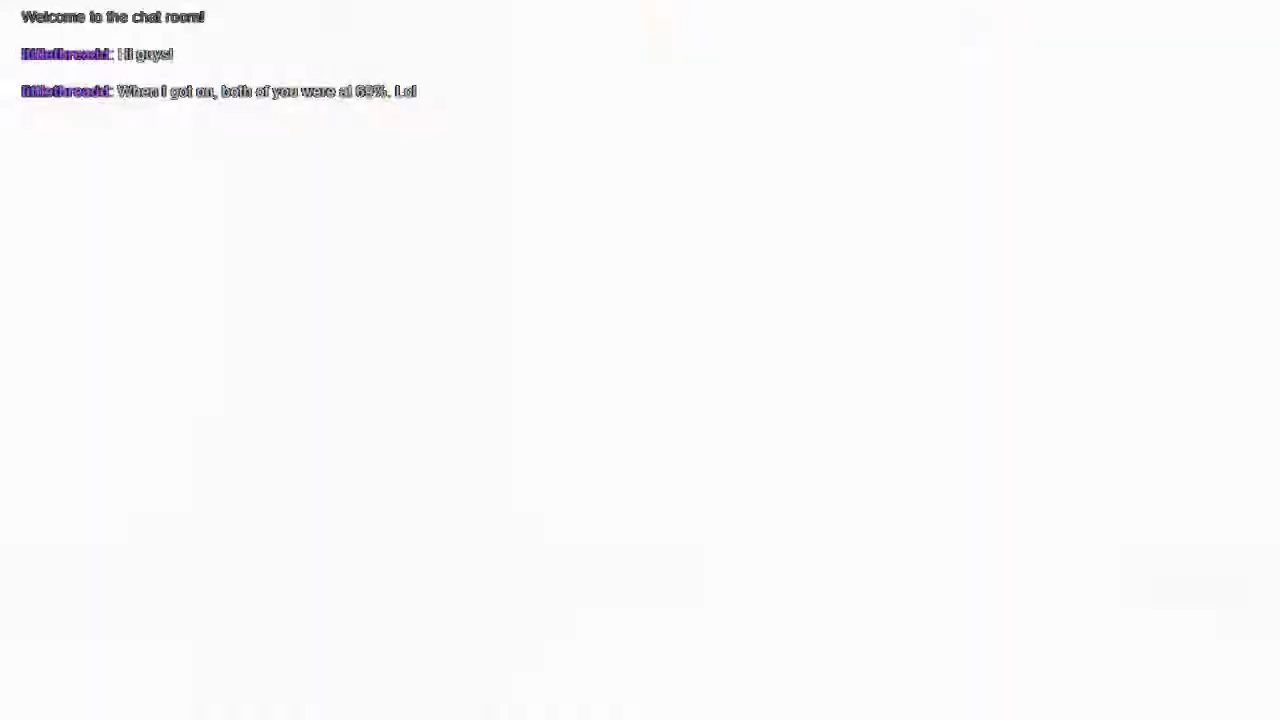 Welcome to the chat room!
Hi guys!
When I got on, both of you were at 69%. Lol